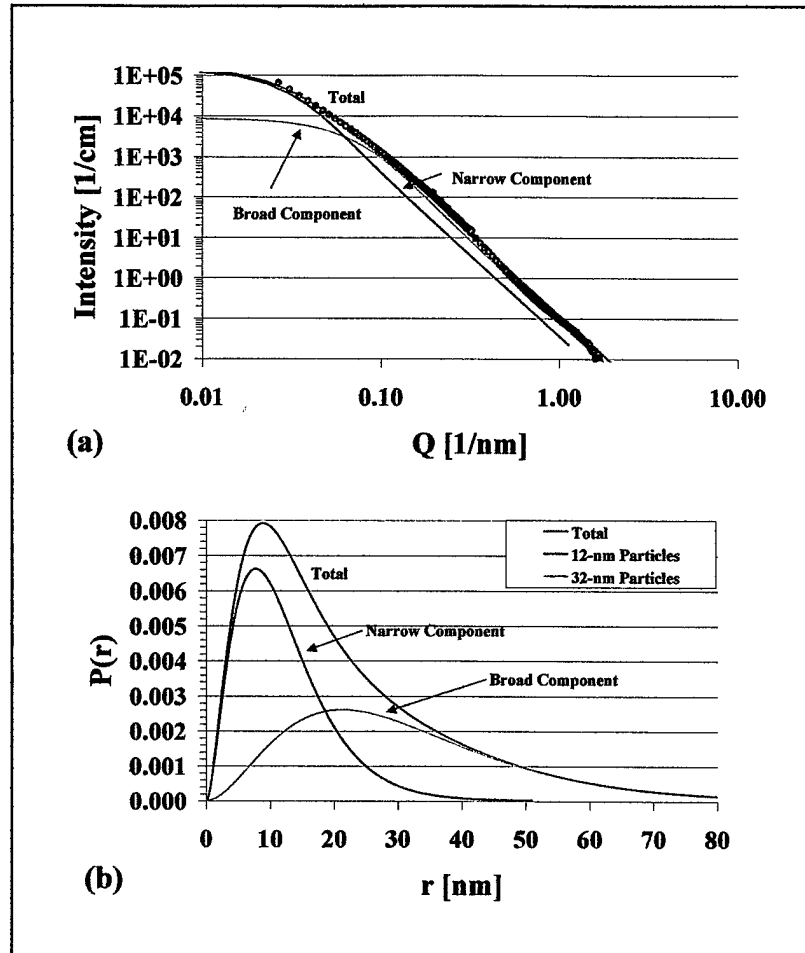 1E+05
1E+04
1E+03
1E+02
1E+01
1E+00
1E-01
1E-02
Intensity [1/cm]
Total
Narrow Component
Broad Component
0.01
0.10
1.00
10.00
(a)
Q [1/nm]
0.008
0.007
0.006
0.005
0.004
0.003
0.002
0.001
0.000
P(r)
Total
12-nm Particles
32-nm Particles
Total
Narrow Component
Broad Component
0
10
20
30
40
50
60
70
80
(b)
r [nm]